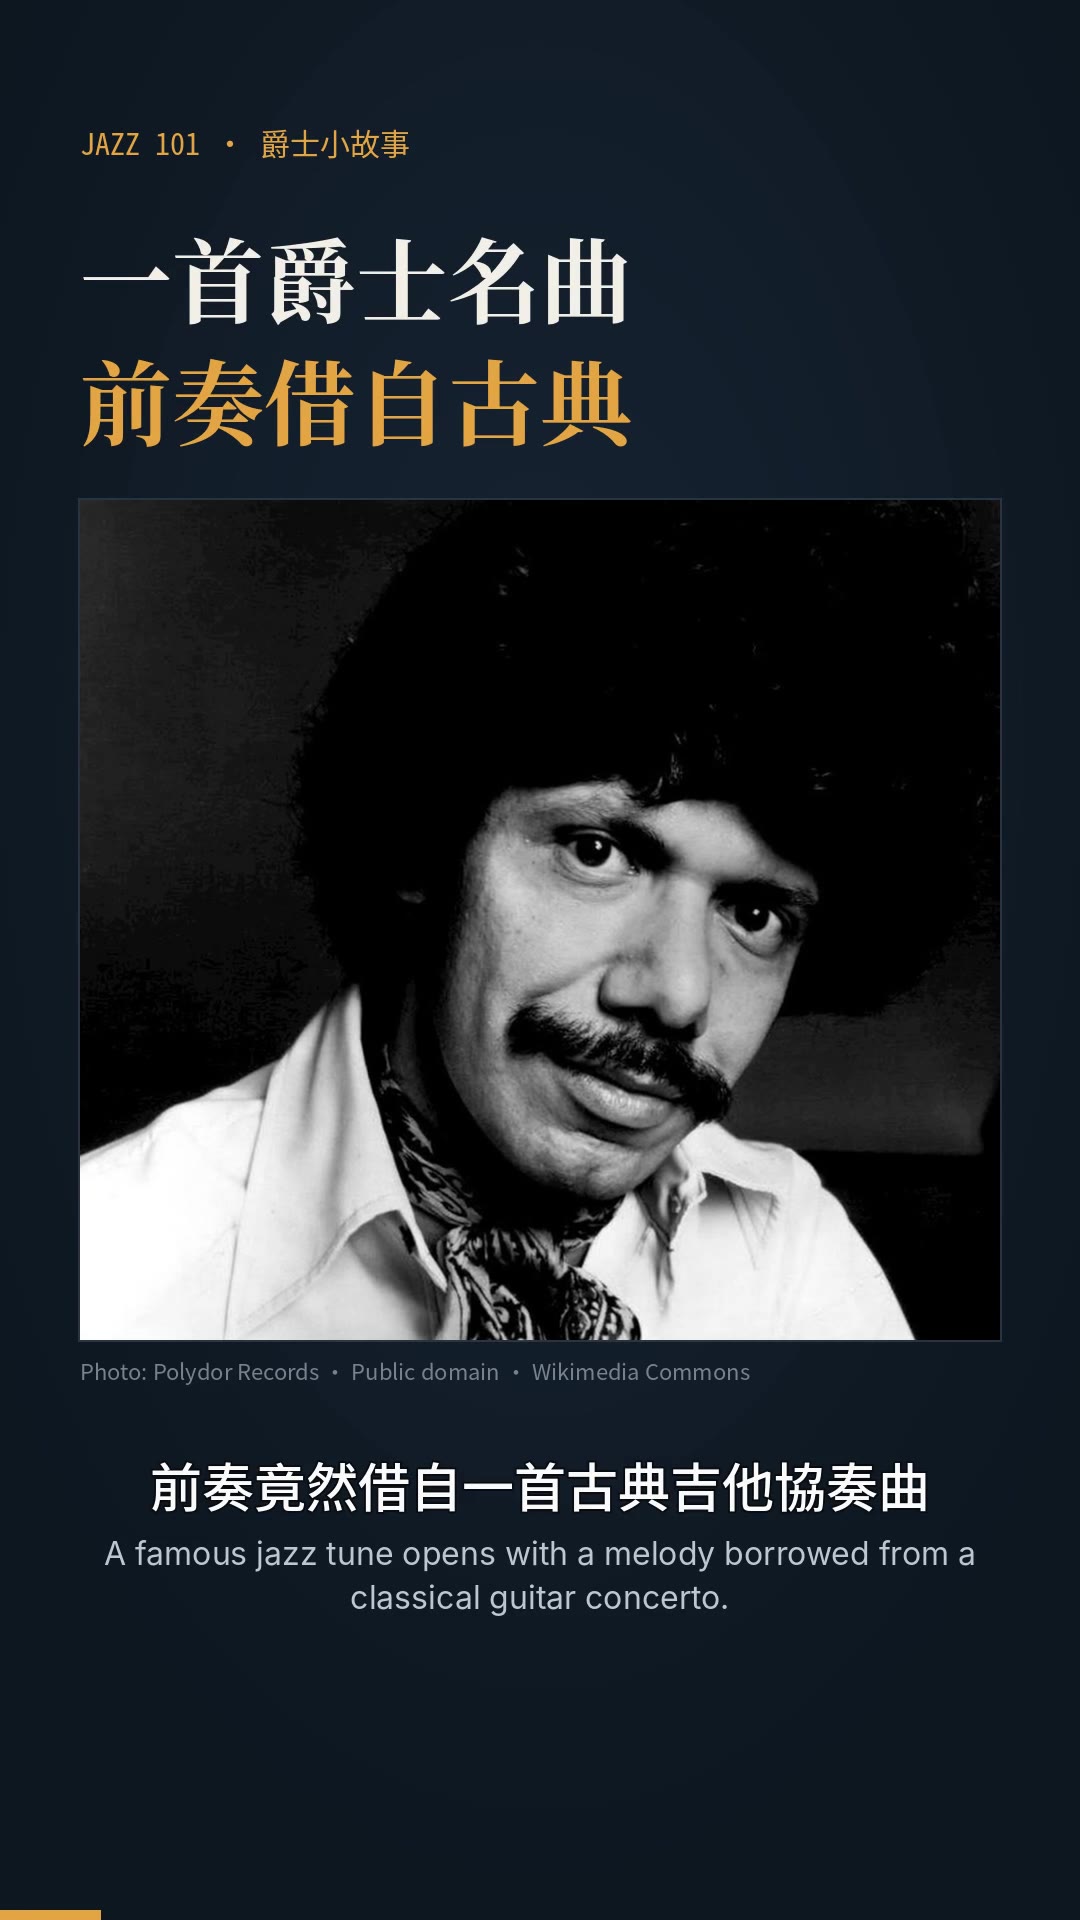 JAZZ 101 • 爵士小故事
一首爵士名曲
前奏借自古典
Photo: Polydor Records • Public domain • Wikimedia Commons
前奏竟然借自一首古典吉他協奏曲
A famous jazz tune opens with a melody borrowed from a
classical guitar concerto.